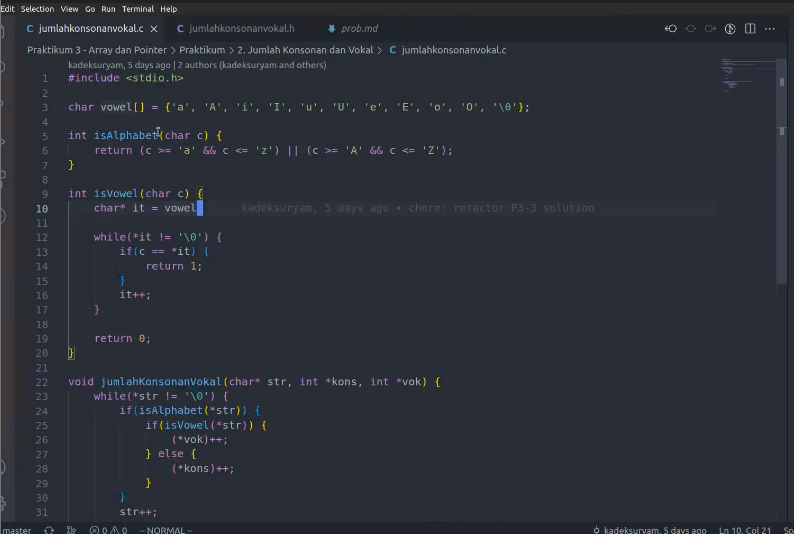 Edit Selection View Go Run Terminal Help
C jumlahkonsonanvokal.c × C jumlahkonsonanvokal.h prob.md
Praktikum 3 - Array dan Pointer > Praktikum > 2. Jumlah Konsonan dan Vokal > C jumlahkonsonanvokal.c
kadeksuryam, 5 days ago | 2 authors (kadeksuryam and others)
1 #include <stdio.h>
2
3 char vowel[] = {'a', 'A', 'i', 'I', 'u', 'U', 'e', 'E', 'o', 'O', '\0'};
4
5 int isAlphabet(char c) {
6 return (c >= 'a' && c <= 'z') || (c >= 'A' && c <= 'Z');
7 }
8
9 int isVowel(char c) {
10 char* it = vowel kadeksuryam, 5 days ago • chore: refactor P3-3 solution
11
12 while(*it != '\0') {
13 if(c == *it) {
14 return 1;
15 }
16 it++;
17 }
18
19 return 0;
20 }
21
22 void jumlahKonsonanVokal(char* str, int *kons, int *vok) {
23 while(*str != '\0') {
24 if(isAlphabet(*str)) {
25 if(isVowel(*str)) {
26 (*vok)++;
27 } else {
28 (*kons)++;
29 }
30 }
31 str++;
master 0 0 -- NORMAL -- kadeksuryam, 5 days ago Ln 10, Col 21 Sp